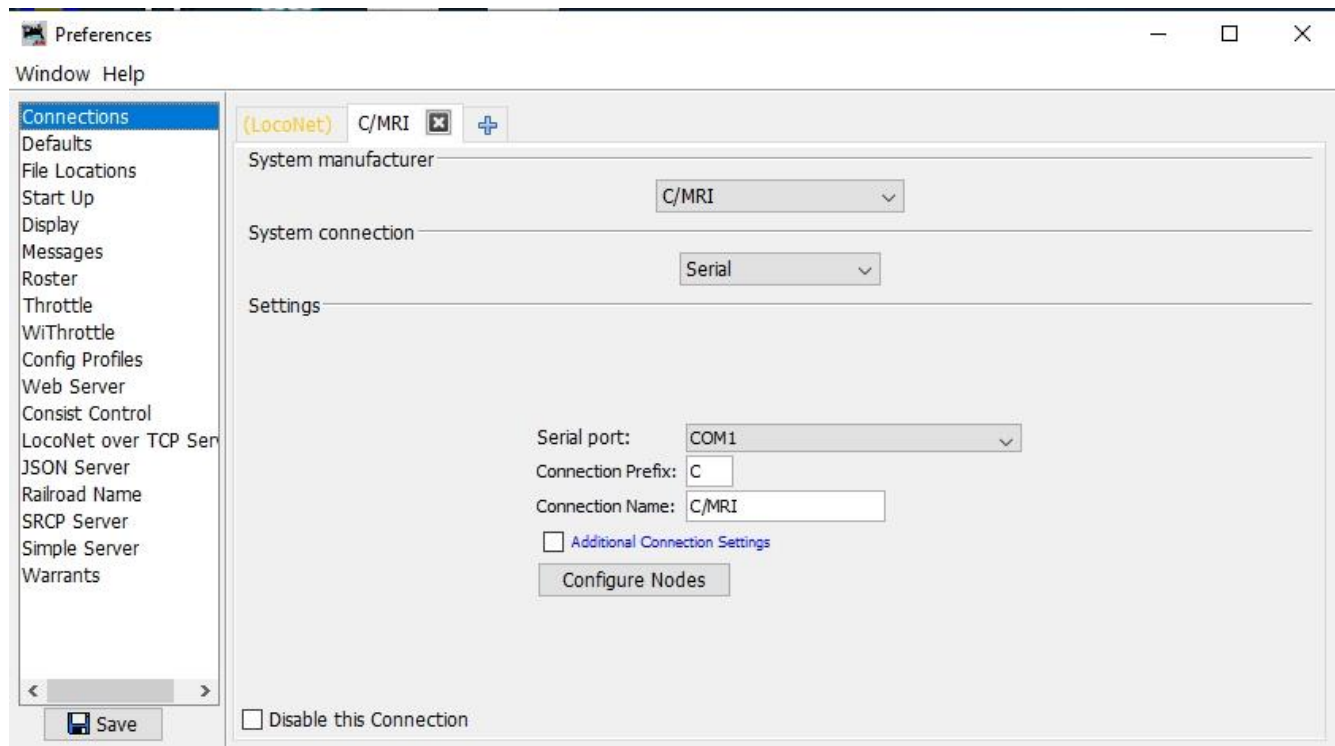 Preferences
Window Help
Connections
Defaults
File Locations
Start Up
Display
Messages
Roster
Throttle
WiThrottle
Config Profiles
Web Server
Consist Control
LocoNet over TCP Ser
JSON Server
Railroad Name
SRCP Server
Simple Server
Warrants
Save
(LocoNet) C/MRI
System manufacturer
C/MRI
System connection
Serial
Settings
Serial port: COM1
Connection Prefix: C
Connection Name: C/MRI
Additional Connection Settings
Configure Nodes
Disable this Connection